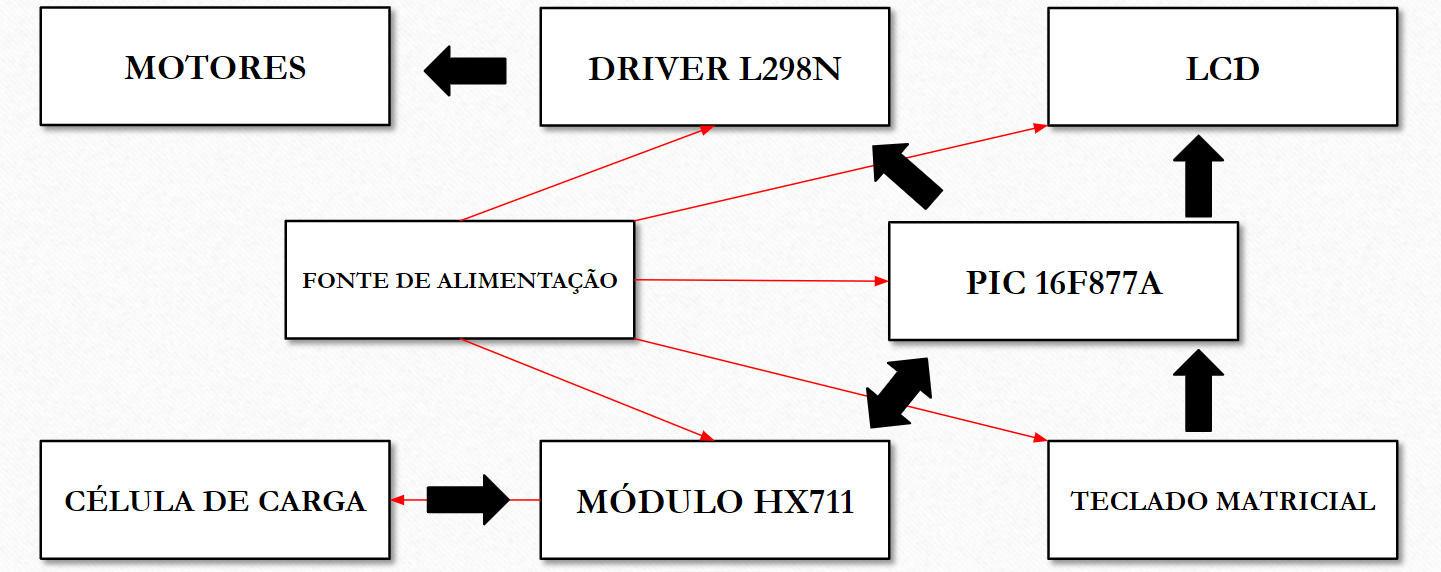 MOTORES
DRIVER L298N
LCD
FONTE DE ALIMENTAÇÃO
PIC 16F877A
CÉLULA DE CARGA
MÓDULO HX711
TECLADO MATRICIAL